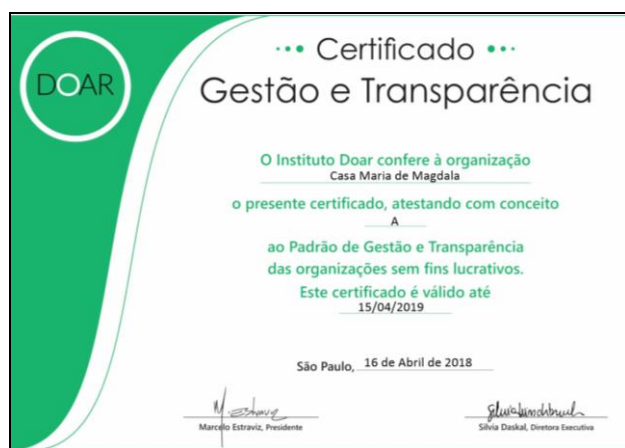 DOAR
••• Certificado •••
Gestão e Transparência
O Instituto Doar confere à organização
Casa Maria de Magdala
o presente certificado, atestando com conceito
A
ao Padrão de Gestão e Transparência
das organizações sem fins lucrativos.
Este certificado é válido até
15/04/2019
São Paulo, 16 de Abril de 2018
Marcelo Estraviz, Presidente
Silvia Daskal, Diretora Executiva